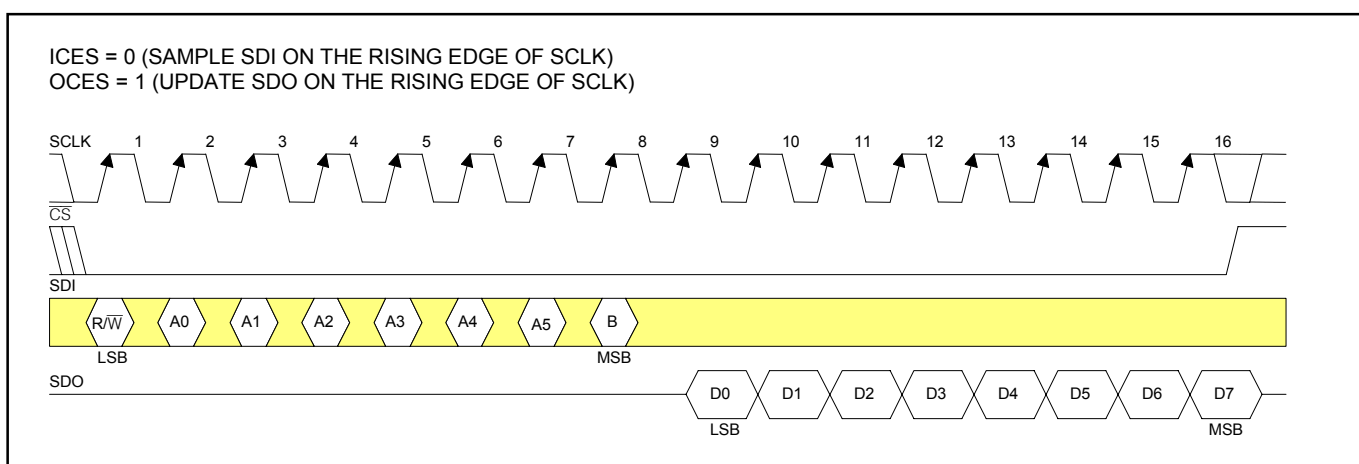 ICES = 0 (SAMPLE SDI ON THE RISING EDGE OF SCLK)
OCES = 1 (UPDATE SDO ON THE RISING EDGE OF SCLK)
SCLK 1 2 3 4 5 6 7 8 9 10 11 12 13 14 15 16
C̅S̅
SDI
R/W̅ A0 A1 A2 A3 A4 A5 B
LSB MSB
SDO
D0 D1 D2 D3 D4 D5 D6 D7
LSB MSB